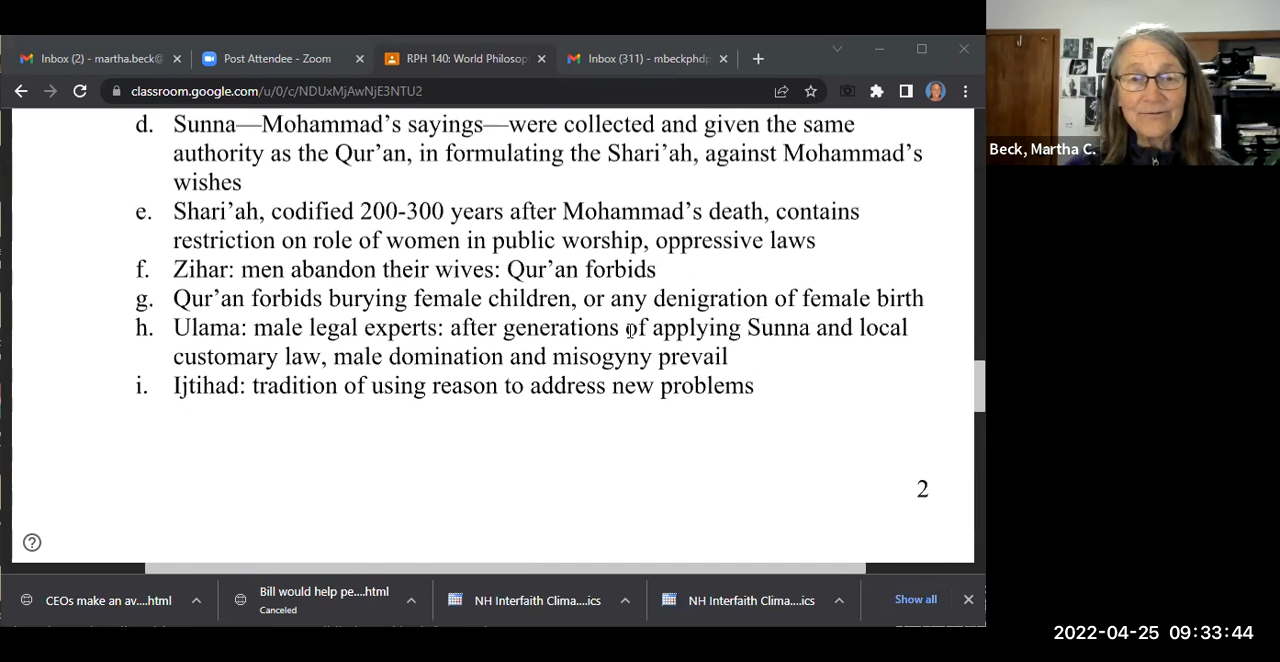 Inbox (2) - martha.beck@
Post Attendee - Zoom
RPH 140: World Philosop
Inbox (311) - mbeckphd
classroom.google.com/u/0/c/NDUxMjAwNjE3NTU2
d. Sunna—Mohammad's sayings—were collected and given the same
authority as the Qur'an, in formulating the Shari'ah, against Mohammad's
wishes
e. Shari'ah, codified 200-300 years after Mohammad's death, contains
restriction on role of women in public worship, oppressive laws
f. Zihar: men abandon their wives: Qur'an forbids
g. Qur'an forbids burying female children, or any denigration of female birth
h. Ulama: male legal experts: after generations of applying Sunna and local
customary law, male domination and misogyny prevail
i. Ijtihad: tradition of using reason to address new problems
2
CEOs make an av....html
Bill would help pe....html
Canceled
NH Interfaith Clima....ics
NH Interfaith Clima....ics
Show all
Beck, Martha C.
2022-04-25 09:33:44